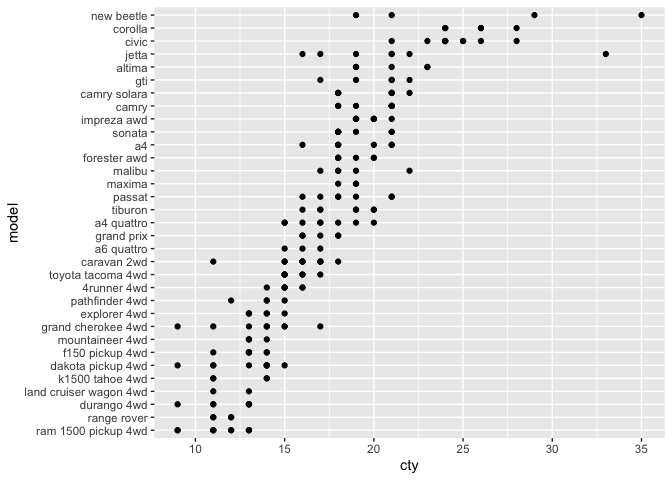 new beetle
corolla
civic
jetta
altima
gti
camry solara
camry
impreza awd
sonata
a4
forester awd
malibu
maxima
passat
tiburon
a4 quattro
grand prix
a6 quattro
caravan 2wd
toyota tacoma 4wd
4runner 4wd
pathfinder 4wd
explorer 4wd
grand cherokee 4wd
mountaineer 4wd
f150 pickup 4wd
dakota pickup 4wd
k1500 tahoe 4wd
land cruiser wagon 4wd
durango 4wd
range rover
ram 1500 pickup 4wd
model
10 15 20 25 30 35
cty